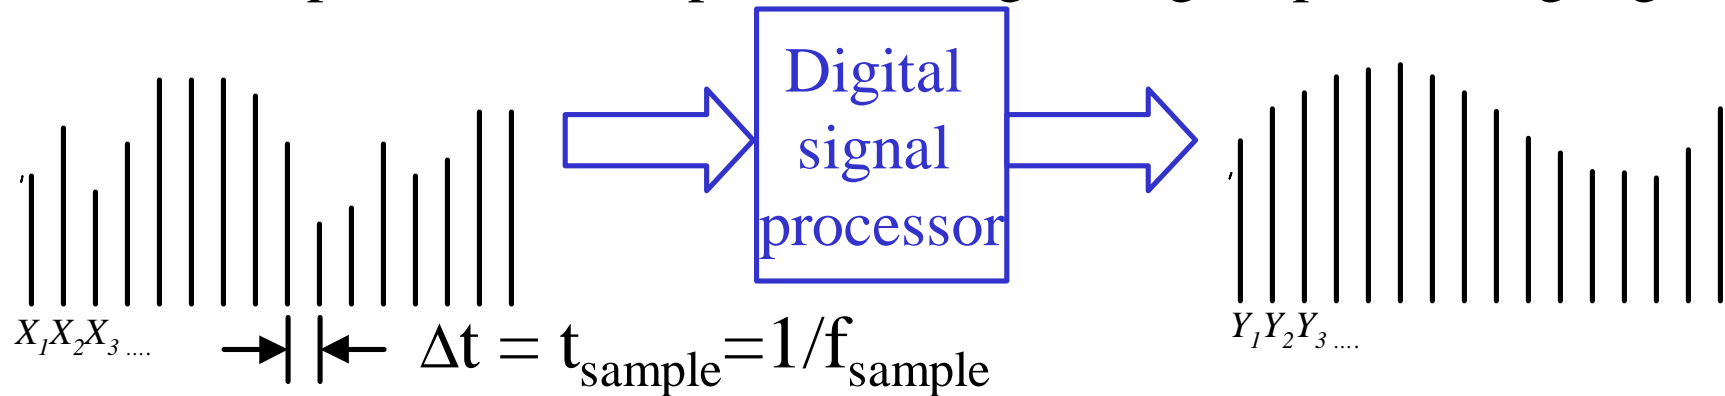 Digital
signal
processor
X1X2X3 ....
Δt = tsample=1/fsample
Y1Y2Y3 ....